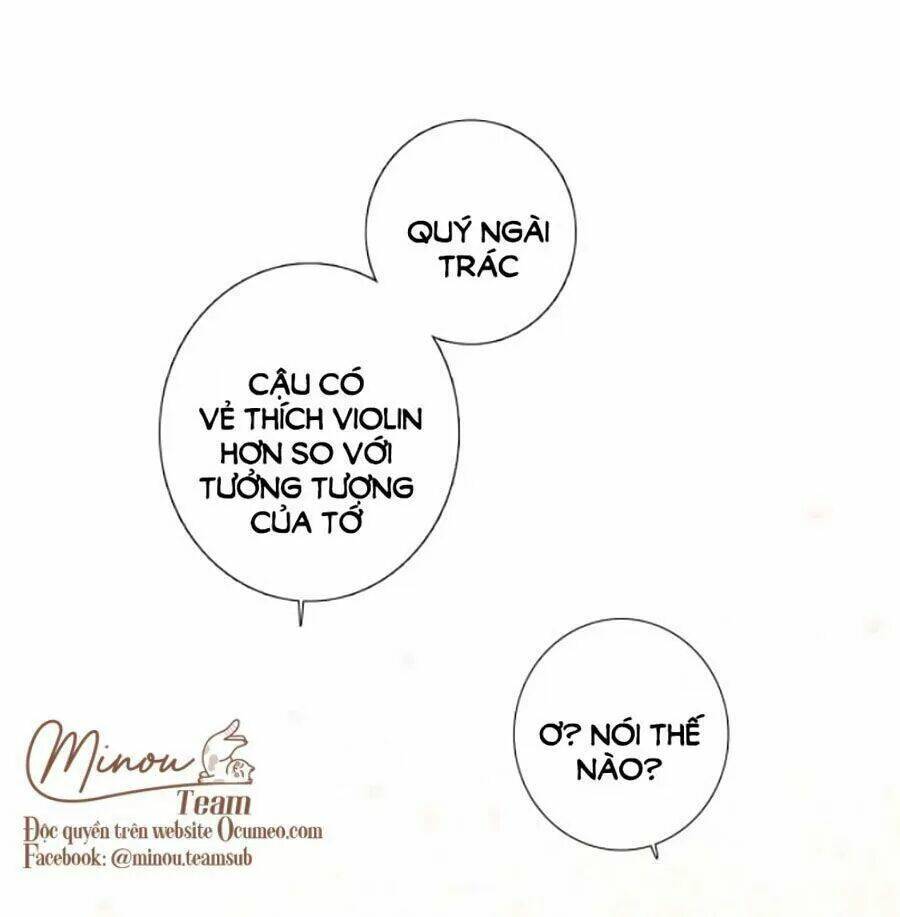 QUÝ NGÀI
TRÁC
CẬU CÓ
VẺ THÍCH VIOLIN
HƠN SO VỚI
TƯỞNG TƯỢNG
CỦA TỚ
Ơ? NÓI THẾ
NÀO?
Minou
Team
Độc quyền trên website Ocumeo.com
Facebook: @minou.teamsub